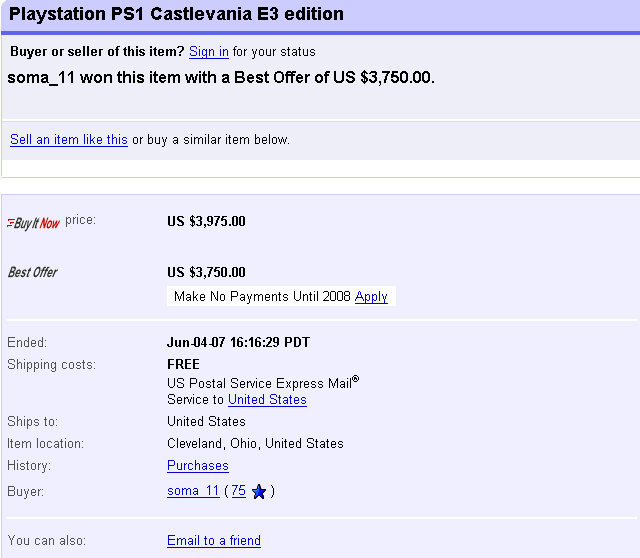 Playstation PS1 Castlevania E3 edition
Buyer or seller of this item? Sign in for your status
soma_11 won this item with a Best Offer of US $3,750.00.
Sell an item like this or buy a similar item below.
Buy It Now price: US $3,975.00
Best Offer US $3,750.00
Make No Payments Until 2008 Apply
Ended: Jun-04-07 16:16:29 PDT
Shipping costs: FREE
US Postal Service Express Mail®
Service to United States
Ships to: United States
Item location: Cleveland, Ohio, United States
History: Purchases
Buyer: soma_11 ( 75 )
You can also: Email to a friend